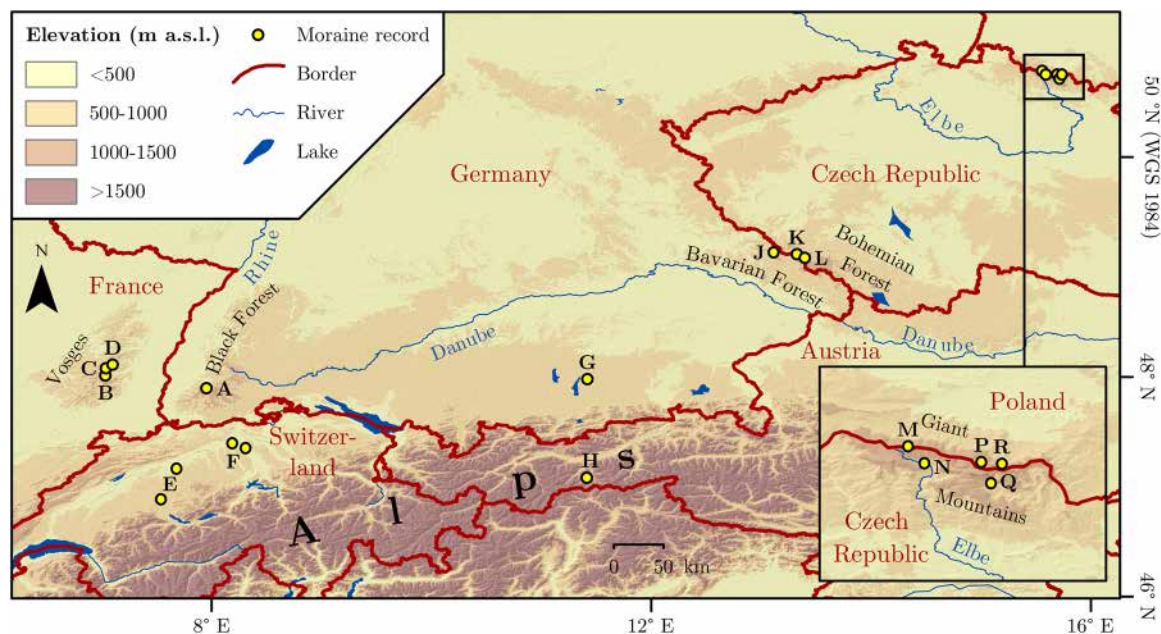 Elevation (m a.s.l.)
<500
500-1000
1000-1500
>1500
Moraine record
Border
River
Lake
N
France
Vosges
D
C
B
Rhine
Black Forest
A
Germany
Danube
G
Switzer-
land
F
E
H
Alps
0 50 km
Elbe
Czech Republic
J
K
L
Bohemian
Forest
Bavarian Forest
Danube
Austria
Poland
Giant
Mountains
M
N
P
R
Q
Czech
Republic
Elbe
50 °N (WGS 1984)
48° N
46° N
8° E
12° E
16° E